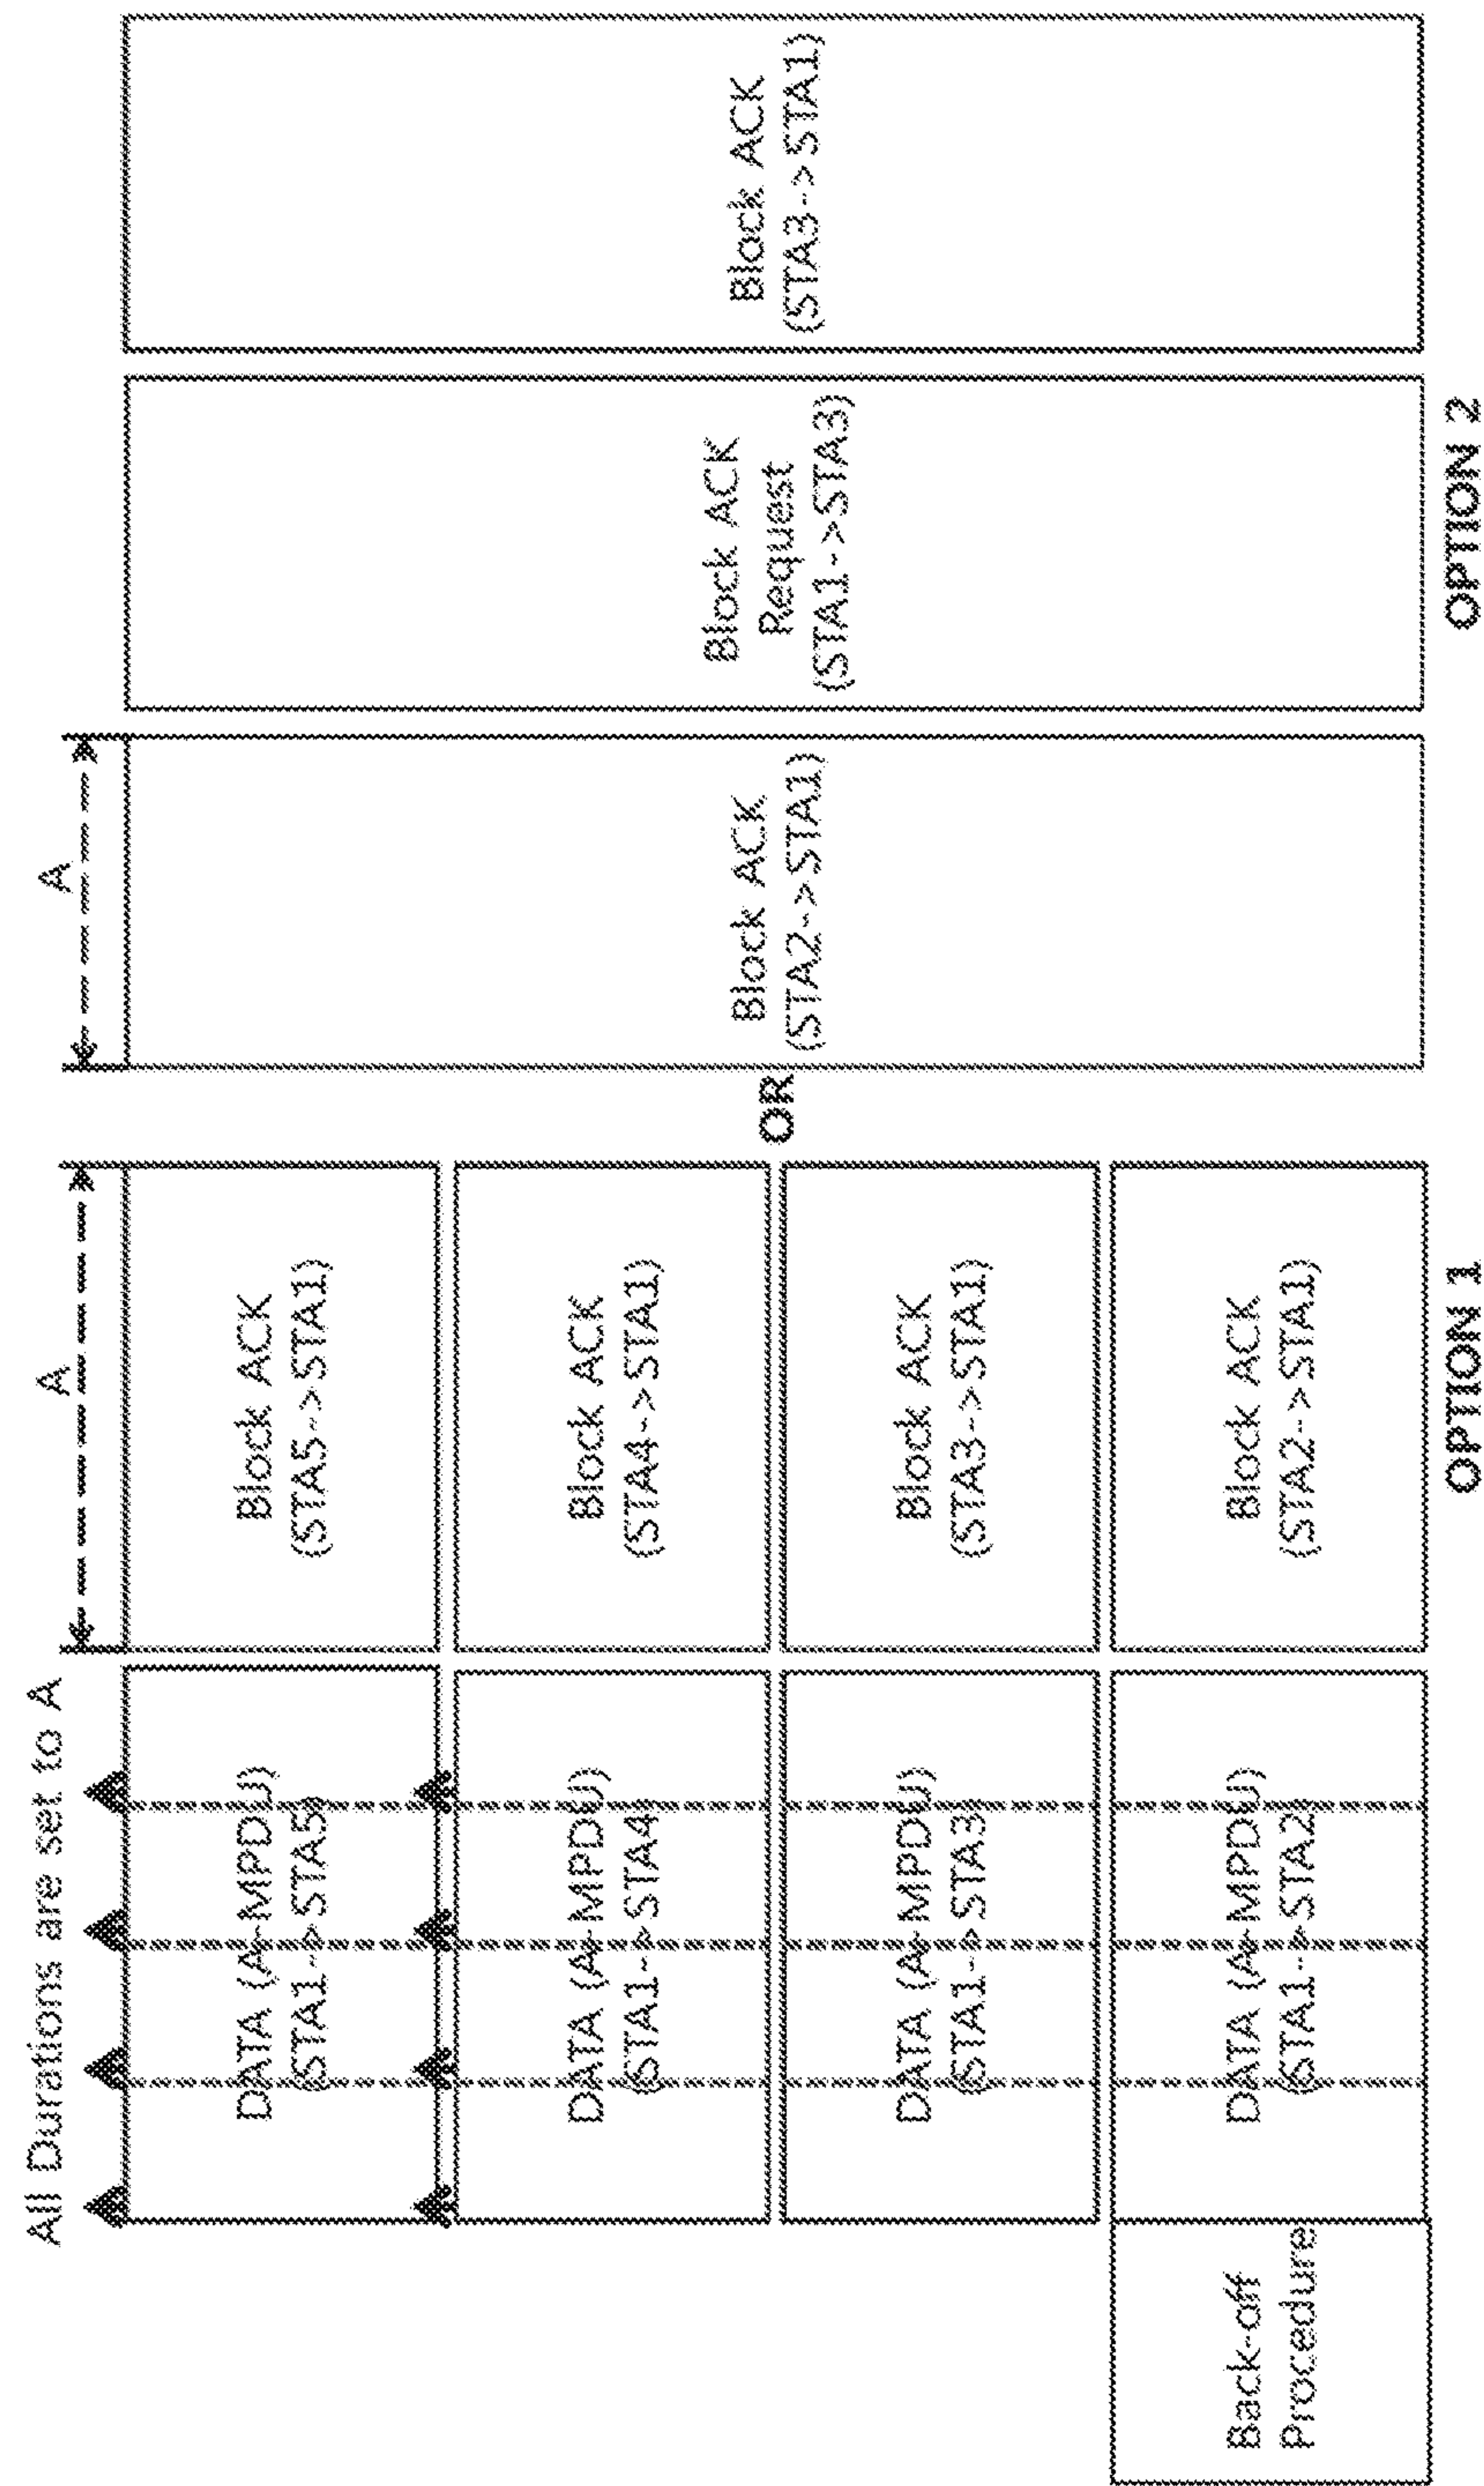 All Durations are set to A
A
A
DATA (A-MPDU)
(STA1->STA5)
Block ACK
(STA5->STA1)
DATA (A-MPDU)
(STA1->STA4)
Block ACK
(STA4->STA1)
DATA (A-MPDU)
(STA1->STA3)
Block ACK
(STA3->STA1)
Back-off
Procedure
DATA (A-MPDU)
(STA1->STA2)
Block ACK
(STA2->STA1)
OR
Block ACK
(STA2->STA1)
Block ACK
Request
(STA1->STA3)
Block ACK
(STA3->STA1)
OPTION 1
OPTION 2